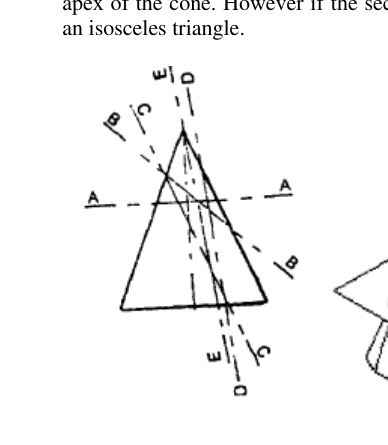 apex of the cone. However if the sec
an isosceles triangle.
E D
B C
A A
B
E C
D